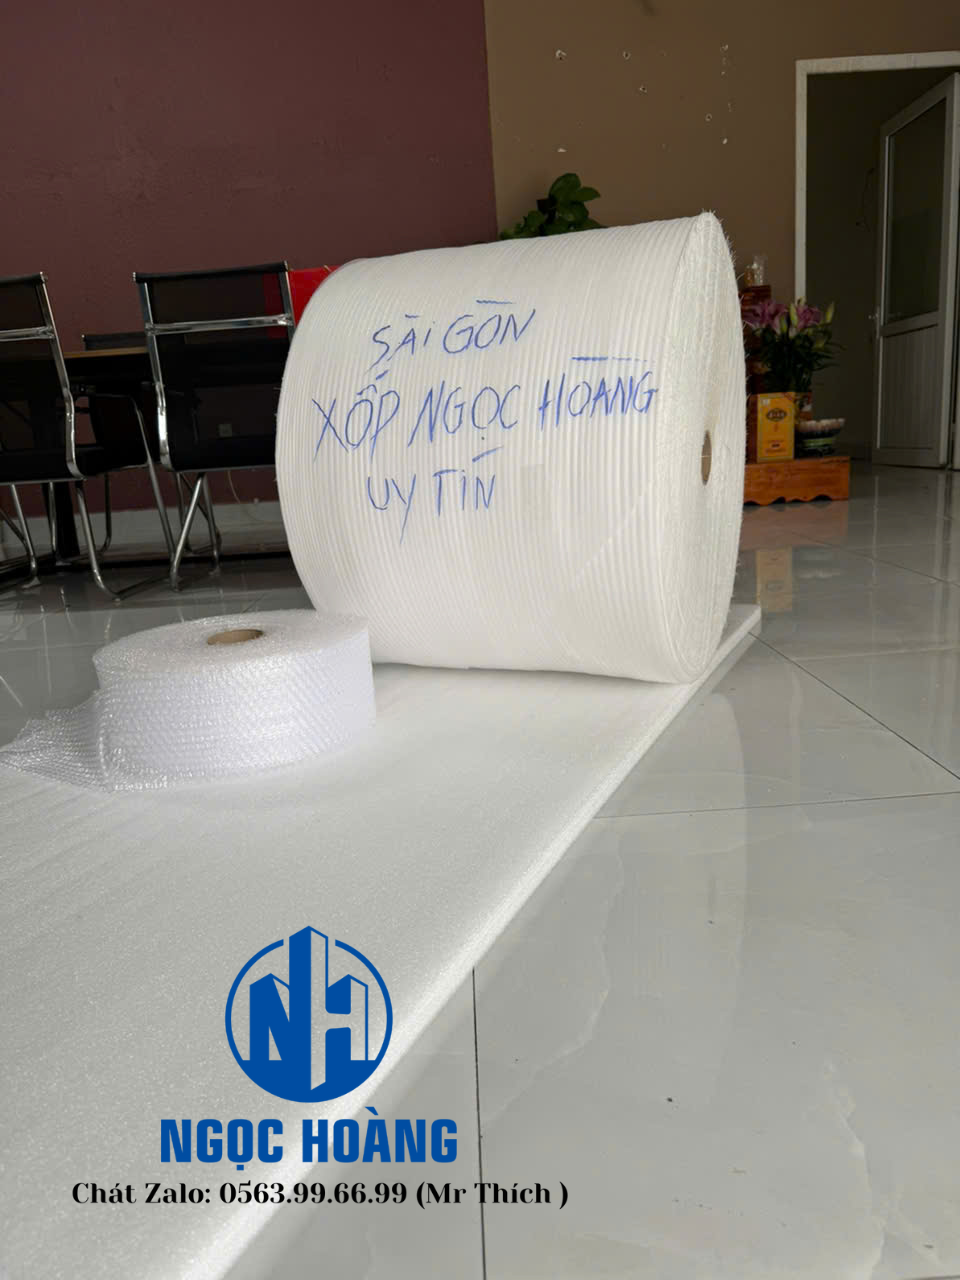 SÀI GÒN
XỐP NGỌC HOÀNG
UY TÍN
NH
NGỌC HOÀNG
Chát Zalo: 0563.99.66.99 (Mr Thích )